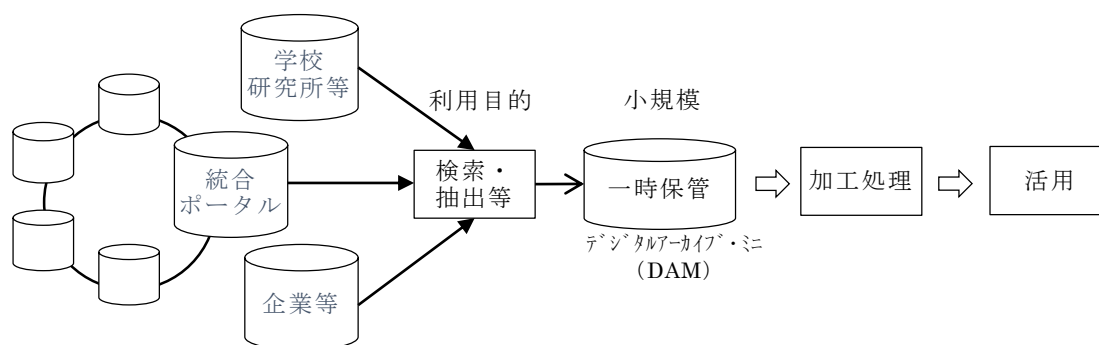 学校
研究所等
利用目的
小規模
統合
ポータル
検索・
抽出等
一時保管
加工処理
活用
ﾃﾞｼﾞﾀﾙｱｰｶｲﾌﾞ・ﾐﾆ
（DAM）
企業等